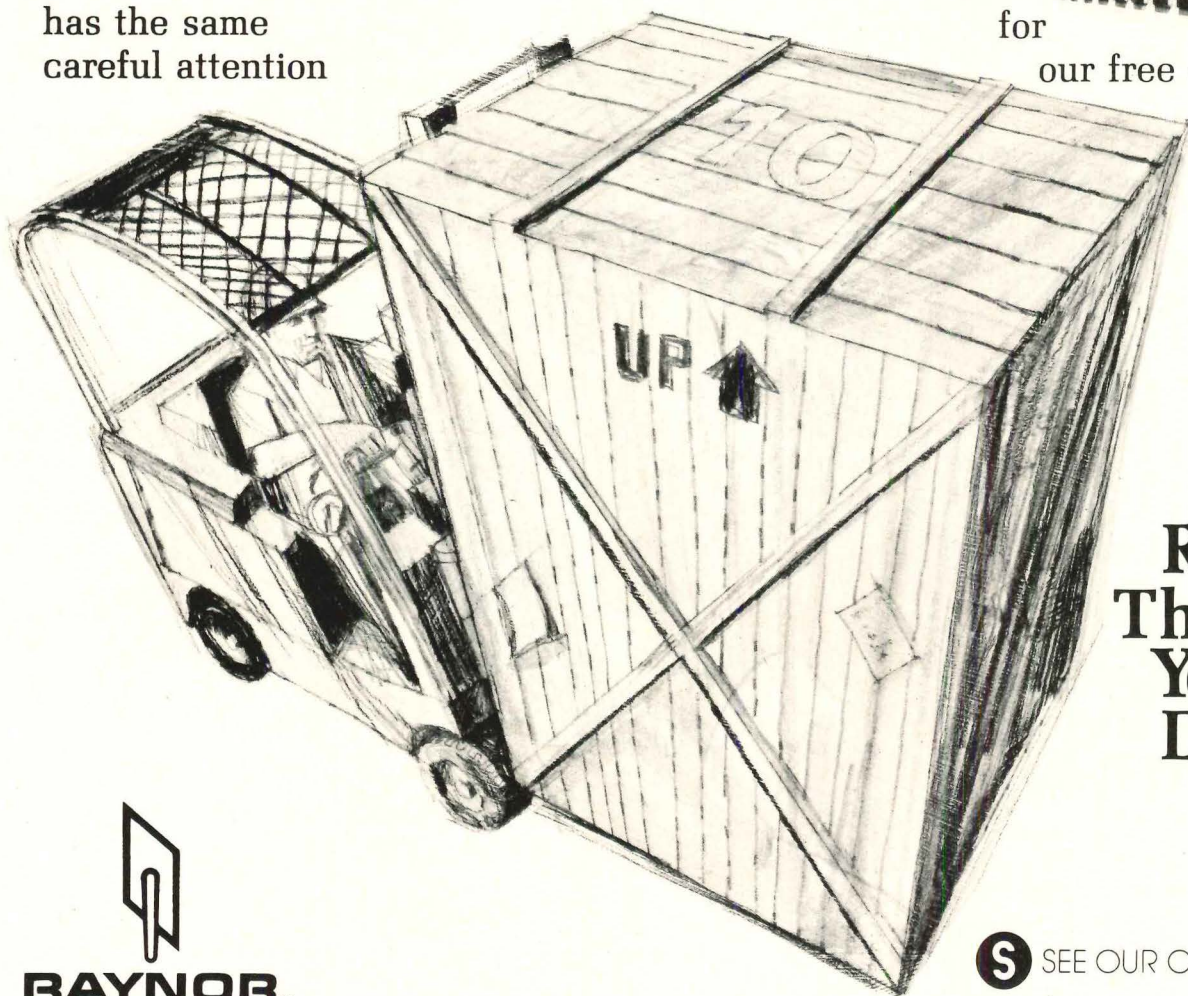 has the same
careful attention
for
our free
10
UP
RAYNOR
S SEE OUR